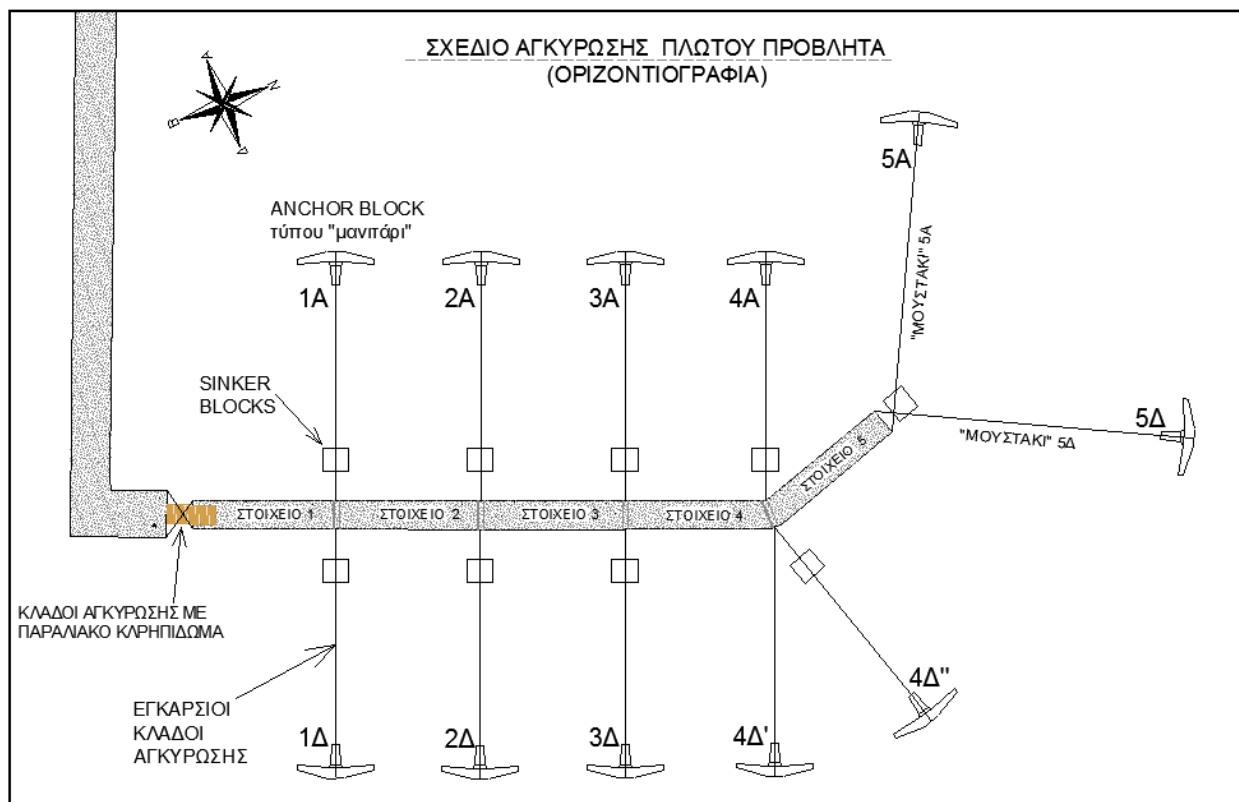 ΣΧΕΔΙΟ ΑΓΚΥΡΩΣΗΣ ΠΛΩΤΟΥ ΠΡΟΒΛΗΤΑ
(ΟΡΙΖΟΝΤΙΟΓΡΑΦΙΑ)
Α
Β
Δ
5Α
ANCHOR BLOCK
τύπου "μανιτάρι"
1Α
2Α
3Α
4Α
"ΜΟΥΣΤΑΚΙ" 5Α
SINKER
BLOCKS
5Δ
"ΜΟΥΣΤΑΚΙ" 5Δ
ΣΤΟΙΧΕΙΟ 1
ΣΤΟΙΧΕΙΟ 2
ΣΤΟΙΧΕΙΟ 3
ΣΤΟΙΧΕΙΟ 4
ΣΤΟΙΧΕΙΟ 5
ΚΛΑΔΟΙ ΑΓΚΥΡΩΣΗΣ ΜΕ
ΠΑΡΑΛΙΑΚΟ ΚΛΡΗΠΙΔΩΜΑ
4Δ''
ΕΓΚΑΡΣΙΟΙ
ΚΛΑΔΟΙ
ΑΓΚΥΡΩΣΗΣ
1Δ
2Δ
3Δ
4Δ'